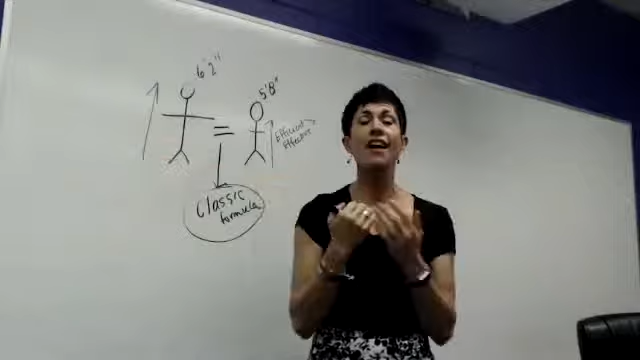 6'2"
5'8"
=
Efficient
Effective
Classic
formula